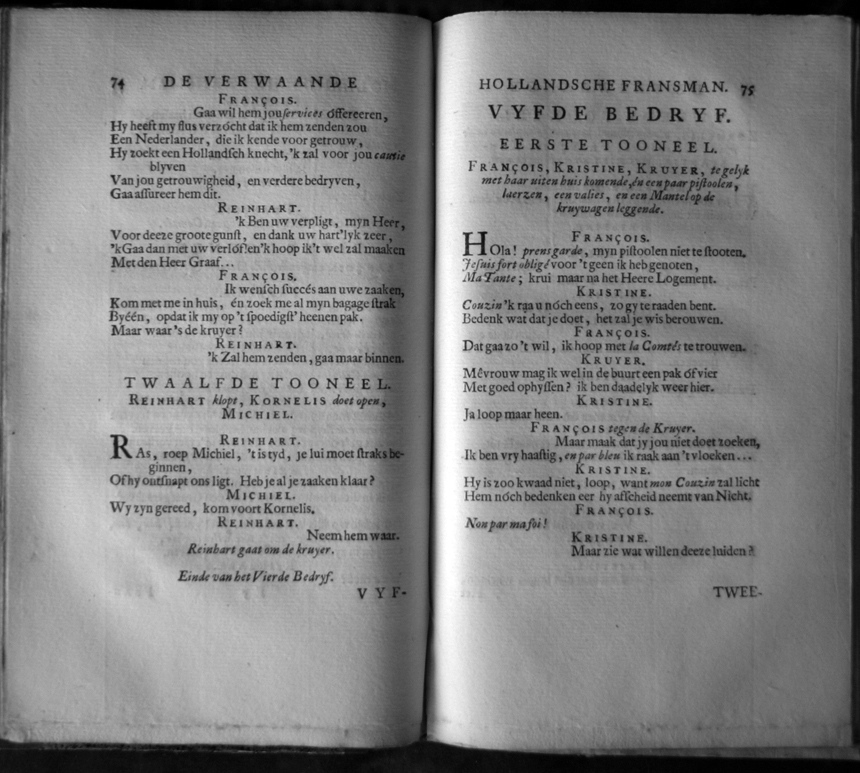 74 DE VERWAANDE
FRANÇOIS.
Gaa wil hem jou services óffereeren,
Hy heeft my flus verzócht dat ik hem zenden zou
Een Nederlander, die ik kende voor getrouw,
Hy zoekt een Hollandsch knecht, 'k zal voor jou cautie
blyven
Van jou getrouwigheid, en verdere bedryven,
Gaa assureer hem dit.
REINHART.
'k Ben uw verpligt, myn Heer,
Voor deeze groote gunst, en dank uw hart'lyk zeer,
'k Gaa dan met uw verlóf, en 'k hoop ik 't wel zal maaken
Met den Heer Graaf...
FRANÇOIS.
Ik wensch succés aan uwe zaaken,
Kom met me in huis, én zoek me al myn bagage strak
Byéén, opdat ik my op 't spoedigst' heenen pak.
Maar waar 's de kruyer?
REINHART.
'k Zal hem zenden, gaa maar binnen.
TWAALFDE TOONEEL.
REINHART klopt, KORNELIS doet open,
MICHIEL.
REINHART.
RAs, roep Michiel, 't is tyd, je lui moet straks be-
ginnen,
Of hy ontsnapt ons ligt. Heb je al je zaaken klaar?
MICHIEL.
Wy zyn gereed, kom voort Kornelis.
REINHART.
Neem hem waar.
Reinhart gaat om de kruyer.
Einde van het Vierde Bedryf.
VYF-
HOLLANDSCHE FRANSMAN. 75
VYFDE BEDRYF.
EERSTE TOONEEL.
FRANÇOIS, KRISTINE, KRUYER, te gelyk
met haar uit en huis komende, én een paar pistoolen,
laerzen, een valies, en een Mantel op de
kruywagen leggende.
FRANÇOIS.
HOla! prens garde, myn pistoolen niet te stooten.
Je suis fort obligé voor 't geen ik heb genoten,
Ma Tante; krui maar na het Heere Logement.
KRISTINE.
Couzin 'k raa u nóch eens, zo gy te raaden bent.
Bedenk wat dat je doet, het zal je wis berouwen.
FRANÇOIS.
Dat gaa zo 't wil, ik hoop met la Comtés te trouwen.
KRUYER.
Mêvrouw mag ik wel in de buurt een pak óf vier
Met goed ophyssen? ik ben daadelyk weer hier.
KRISTINE.
Ja loop maar heen.
FRANÇOIS tegen de Kruyer.
Maar maak dat jy jou niet doet zoeken,
Ik ben vry haastig, en par bleu ik raak aan 't vloeken...
KRISTINE.
Hy is zoo kwaad niet, loop, want mon Couzin zal licht
Hem nóch bedenken eer hy afscheid neemt van Nicht.
FRANÇOIS.
Non par ma foi!
KRISTINE.
Maar zie wat willen deeze luiden?
TWEE-